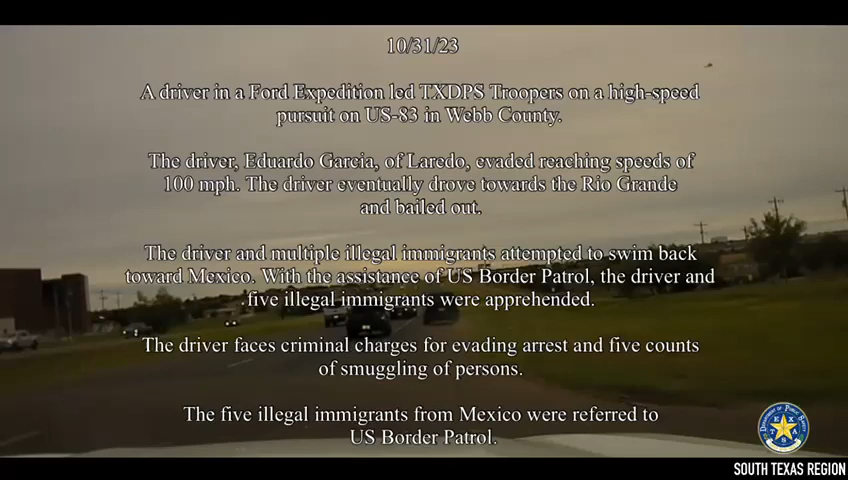 10/31/23
A driver in a Ford Expedition led TXDPS Troopers on a high-speed
pursuit on US-83 in Webb County.
The driver, Eduardo Garcia, of Laredo, evaded reaching speeds of
100 mph. The driver eventually drove towards the Rio Grande
and bailed out.
The driver and multiple illegal immigrants attempted to swim back
toward Mexico. With the assistance of US Border Patrol, the driver and
five illegal immigrants were apprehended.
The driver faces criminal charges for evading arrest and five counts
of smuggling of persons.
The five illegal immigrants from Mexico were referred to
US Border Patrol.
DEPARTMENT OF PUBLIC SAFETY
TEXAS
SOUTH TEXAS REGION